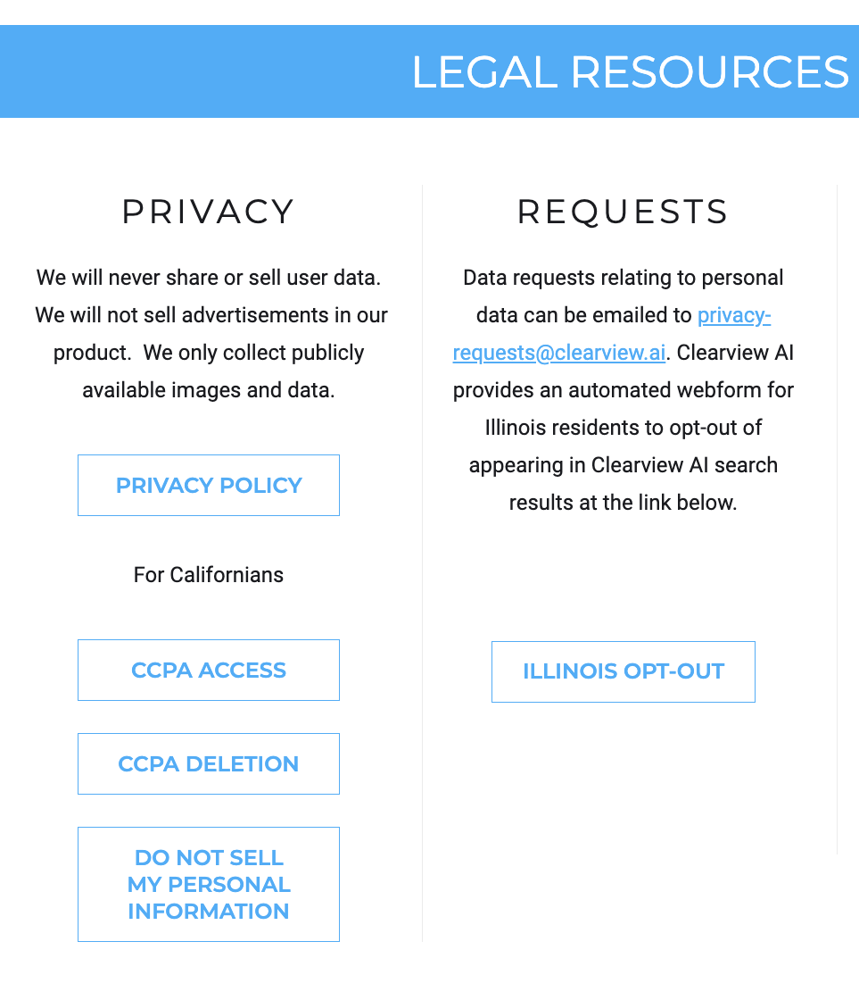 LEGAL RESOURCES
PRIVACY
We will never share or sell user data.
We will not sell advertisements in our
product.  We only collect publicly
available images and data.
PRIVACY POLICY
For Californians
CCPA ACCESS
CCPA DELETION
DO NOT SELL
MY PERSONAL
INFORMATION
REQUESTS
Data requests relating to personal
data can be emailed to privacy-
requests@clearview.ai. Clearview AI
provides an automated webform for
Illinois residents to opt-out of
appearing in Clearview AI search
results at the link below.
ILLINOIS OPT-OUT